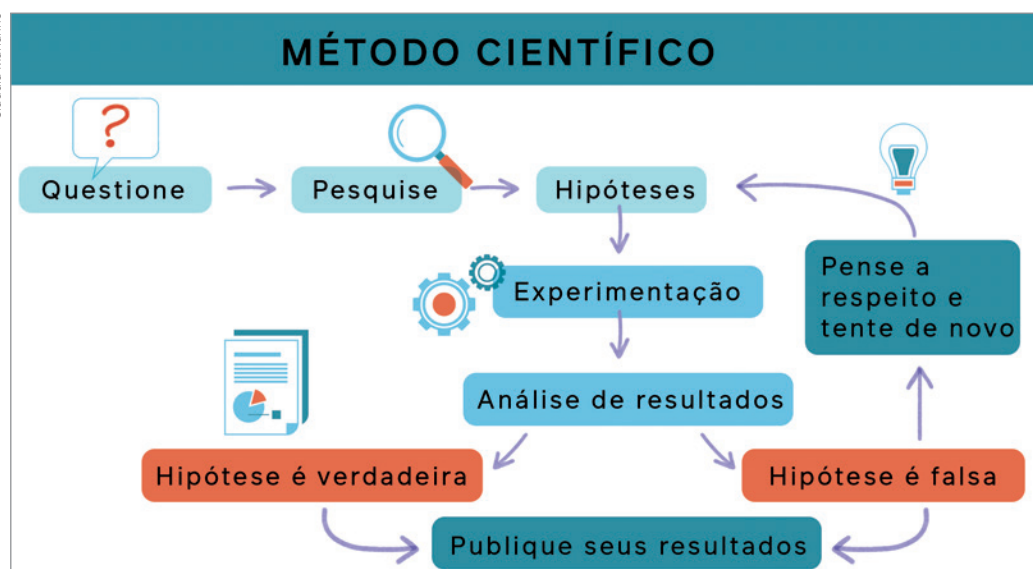 MÉTODO CIENTÍFICO
?
Questione
Pesquise
Hipóteses
Experimentação
Pense a
respeito e
tente de novo
Análise de resultados
Hipótese é verdadeira
Hipótese é falsa
Publique seus resultados